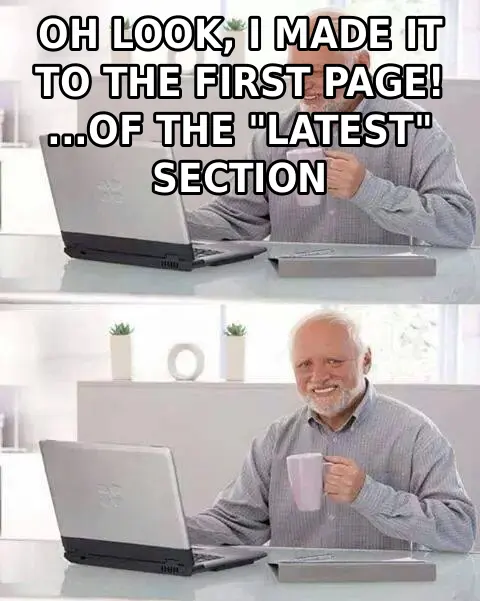 OH LOOK, I MADE IT
TO THE FIRST PAGE!
...OF THE "LATEST"
SECTION